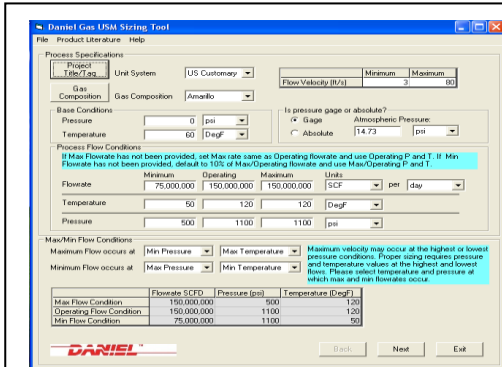 Daniel Gas USM Sizing Tool
File Product Literature Help
Process Specifications
Project Title/Tag Unit System US Customary
Minimum Maximum
Flow Velocity (ft/s) 3 80
Gas Composition Gas Composition Amarillo
Base Conditions
Pressure 0 psi
Temperature 60 DegF
Is pressure gage or absolute?
Gage Atmospheric Pressure:
Absolute 14.73 psi
Process Flow Conditions
If Max Flowrate has not been provided, set Max rate same as Operating flowrate and use Operating P and T. If Min
Flowrate has not been provided, default to 10% of Max/Operating flowrate and use Max/Operating P and T.
Minimum Operating Maximum Units
Flowrate 75,000,000 150,000,000 150,000,000 SCF per day
Temperature 50 120 120 DegF
Pressure 500 1100 1100 psi
Max/Min Flow Conditions
Maximum Flow occurs at Min Pressure Max Temperature
Minimum Flow occurs at Max Pressure Min Temperature
Maximum velocity may occur at the highest or lowest
pressure conditions. Proper sizing requires pressure
and temperature values at the highest and lowest
flows. Please select temperature and pressure at
which max and min flowrates occur.
Flowrate SCFD Pressure (psi) Temperature (DegF)
Max Flow Condition 150,000,000 500 120
Operating Flow Condition 150,000,000 1100 120
Min Flow Condition 75,000,000 1100 50
DANIEL
Back Next Exit